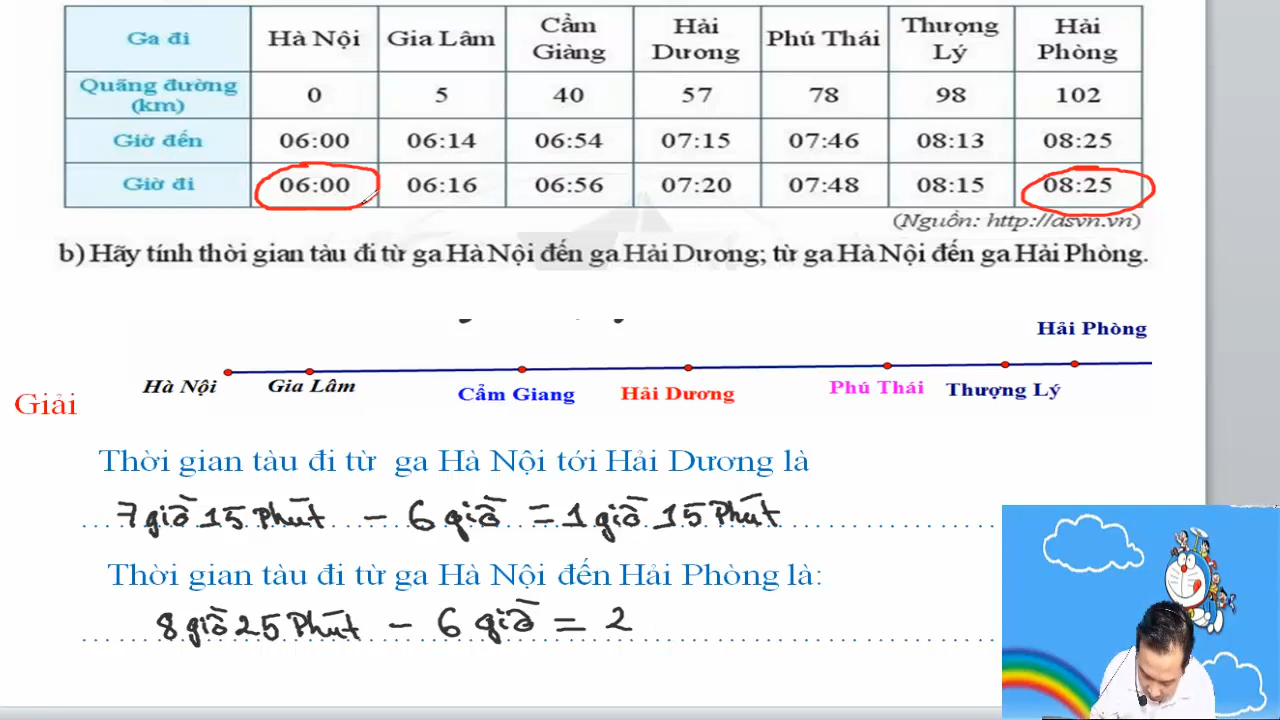 Ga đi Hà Nội Gia Lâm Cẩm Giàng Hải Dương Phú Thái Thượng Lý Hải Phòng
Quãng đường (km) 0 5 40 57 78 98 102
Giờ đến 06:00 06:14 06:54 07:15 07:46 08:13 08:25
Giờ đi 06:00 06:16 06:56 07:20 07:48 08:15 08:25
(Nguồn: http://dsvn.vn)
b) Hãy tính thời gian tàu đi từ ga Hà Nội đến ga Hải Dương; từ ga Hà Nội đến ga Hải Phòng.
Hải Phòng
Hà Nội Gia Lâm Cẩm Giang Hải Dương Phú Thái Thượng Lý
Giải
Thời gian tàu đi từ ga Hà Nội tới Hải Dương là
7 giờ 15 phút - 6 giờ = 1 giờ 15 phút
Thời gian tàu đi từ ga Hà Nội đến Hải Phòng là:
8 giờ 25 phút - 6 giờ = 2